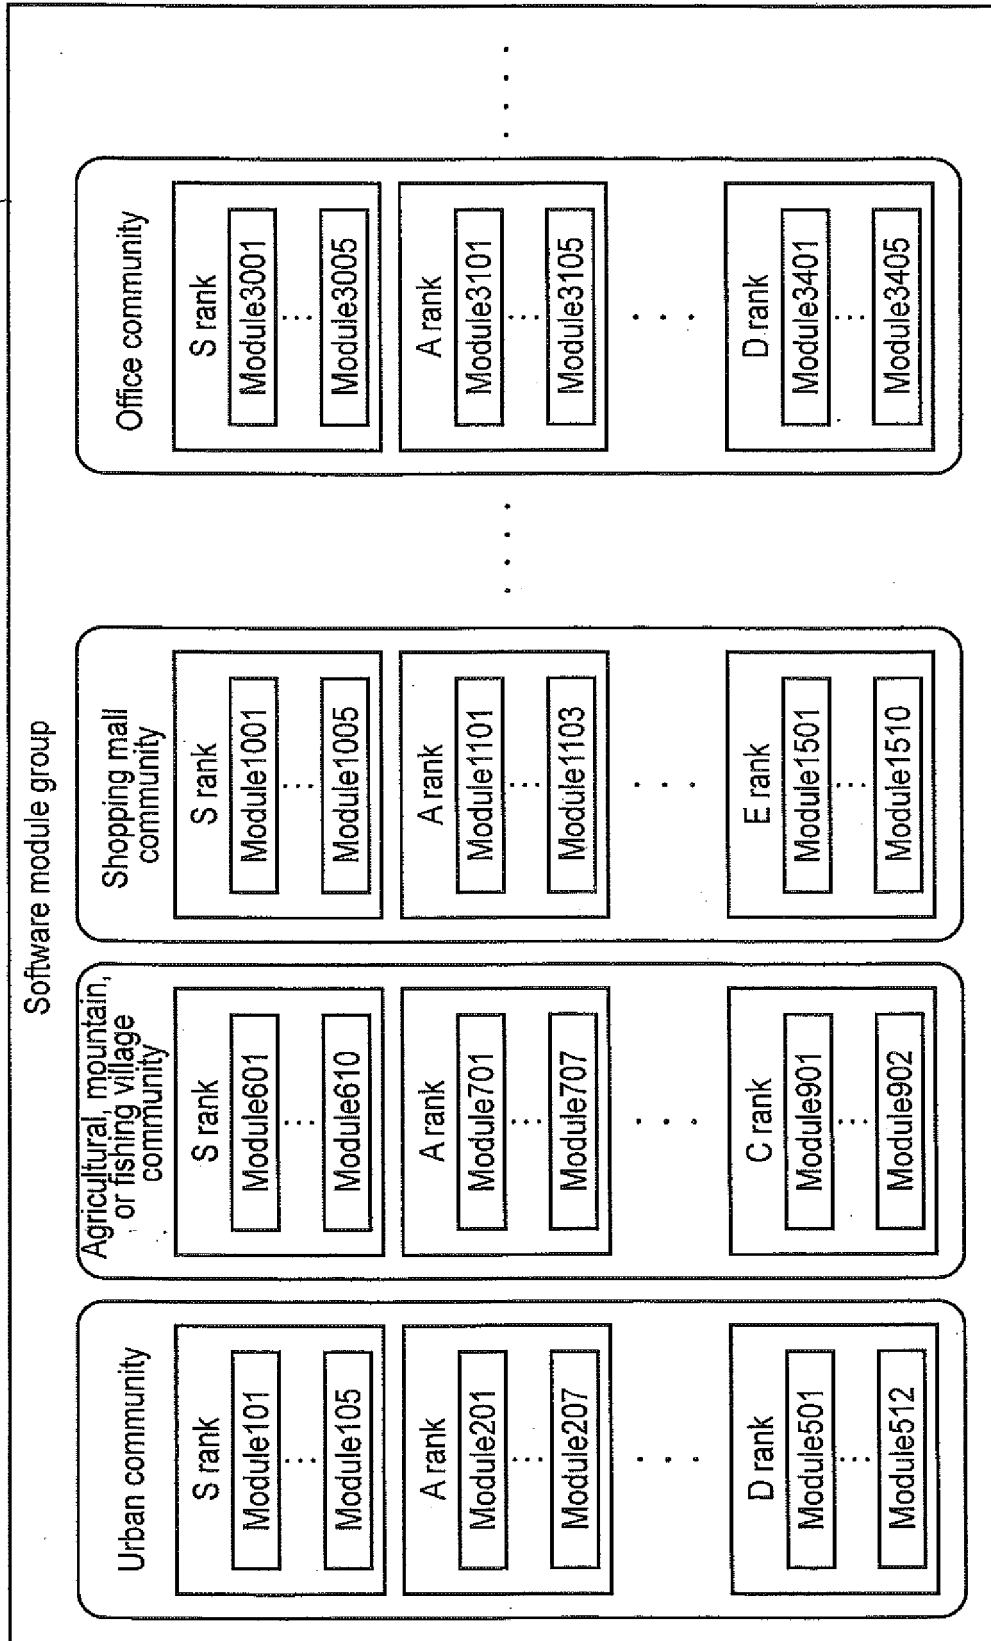 Software module group
Urban community
S rank
Module101
...
Module105
A rank
Module201
...
Module207
. . .
D rank
Module501
...
Module512
Agricultural, mountain,
or fishing village
community
S rank
Module601
...
Module610
A rank
Module701
...
Module707
. . .
C rank
Module901
...
Module902
Shopping mall
community
S rank
Module1001
...
Module1005
A rank
Module1101
...
Module1103
. . .
E rank
Module1501
...
Module1510
. . . .
Office community
S rank
Module3001
...
Module3005
A rank
Module3101
...
Module3105
. . .
D rank
Module3401
...
Module3405
. . . .